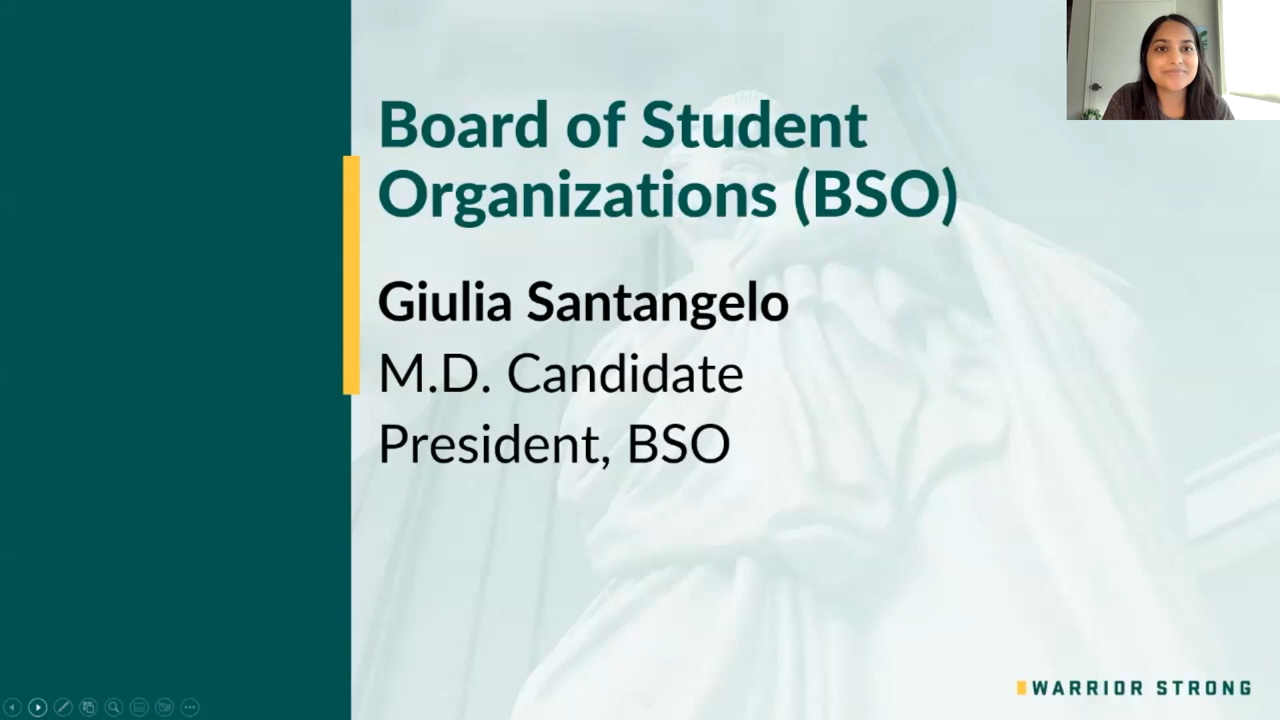 Board of Student
Organizations (BSO)
Giulia Santangelo
M.D. Candidate
President, BSO
WARRIOR STRONG